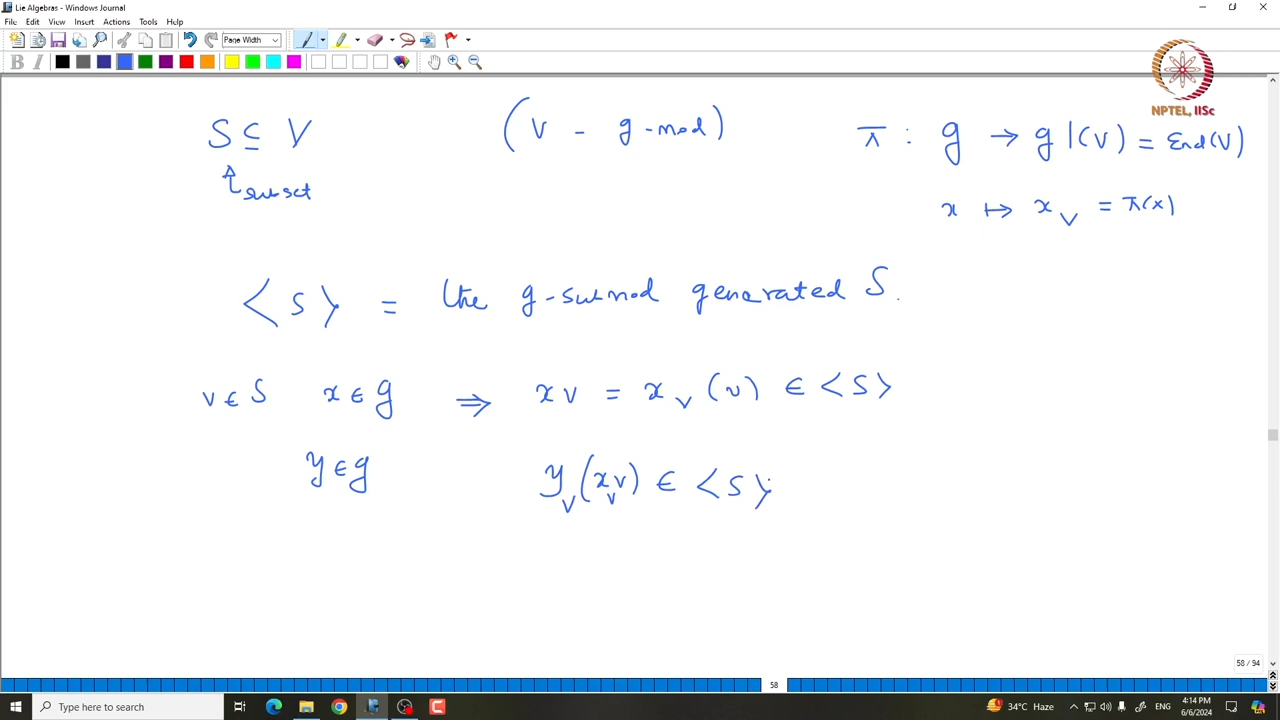 Lie Algebras - Windows Journal
File Edit View Insert Actions Tools Help
Page Width
NPTEL, IISc
S ⊆ V (V - g-mod) π : g → gl(V) = End(V)
subset
x ↦ x_V = π(x)
<S> = the g-submod generated S.
v ∈ S x ∈ g ⇒ xv = x_V(v) ∈ <S>
y ∈ g y_V(x_V v) ∈ <S>
58 / 94
58
Type here to search
34°C Haze
ENG
4:14 PM
6/6/2024